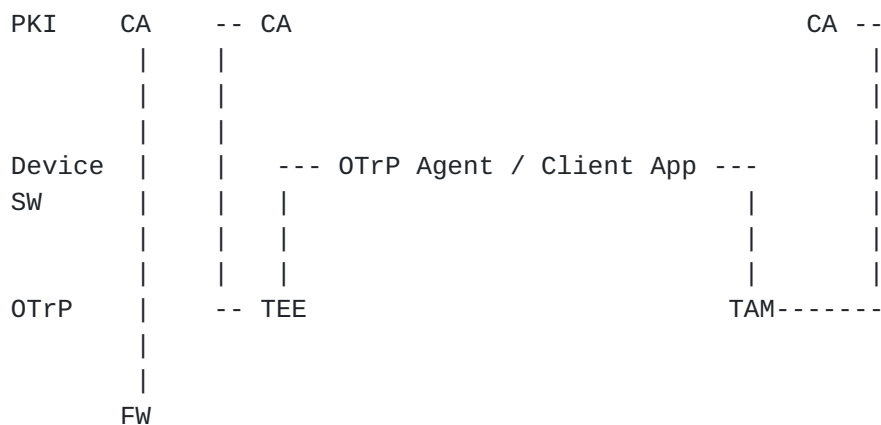 PKI CA -- CA CA --
Device --- OTrP Agent / Client App ---
SW
OTrP -- TEE TAM-------
FW